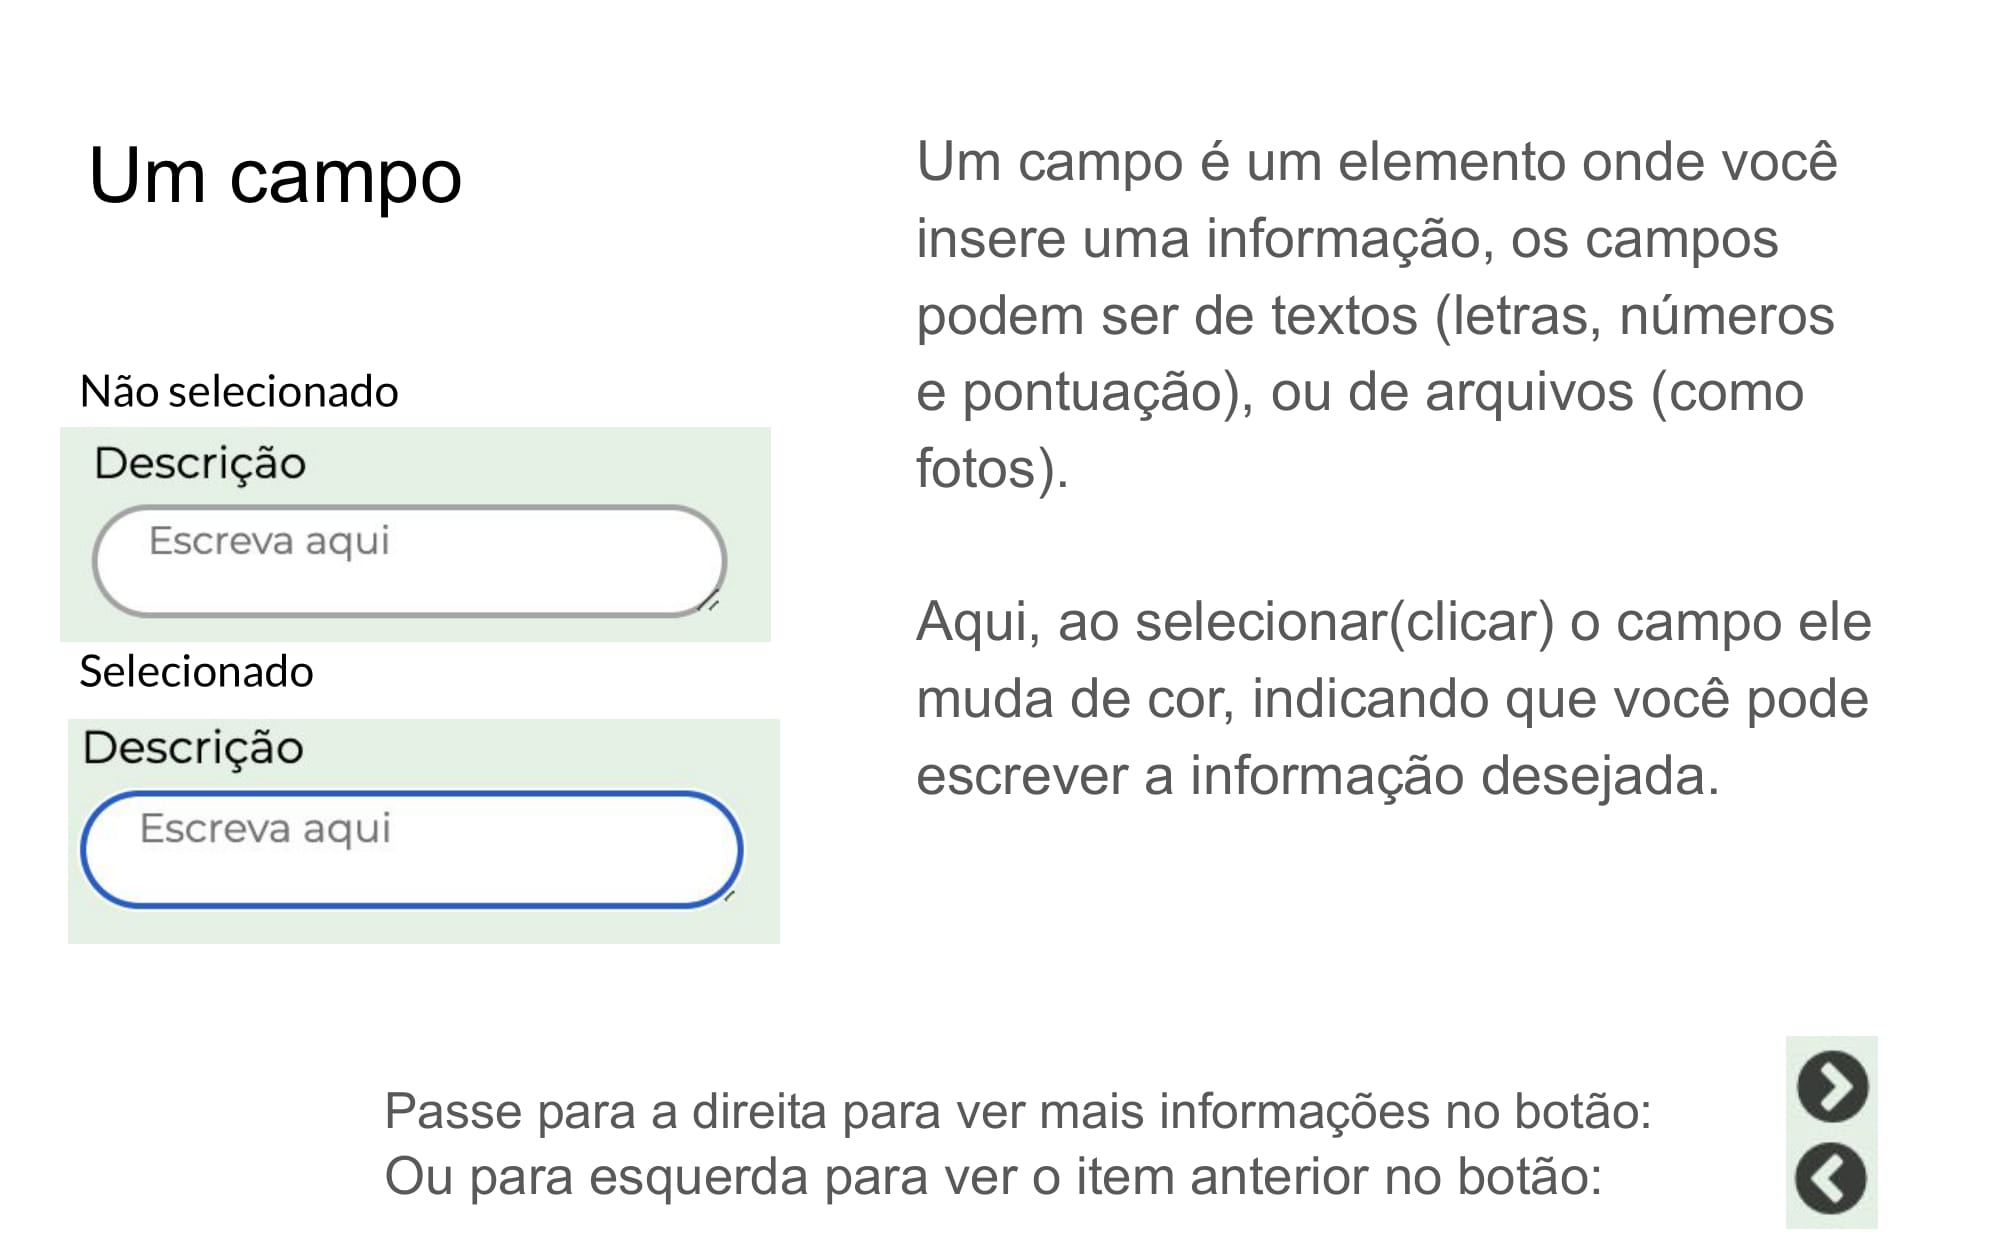 Um campo
Não selecionado
Descrição
Escreva aqui
Selecionado
Descrição
Escreva aqui
Um campo é um elemento onde você
insere uma informação, os campos
podem ser de textos (letras, números
e pontuação), ou de arquivos (como
fotos).
Aqui, ao selecionar(clicar) o campo ele
muda de cor, indicando que você pode
escrever a informação desejada.
Passe para a direita para ver mais informações no botão:
Ou para esquerda para ver o item anterior no botão: